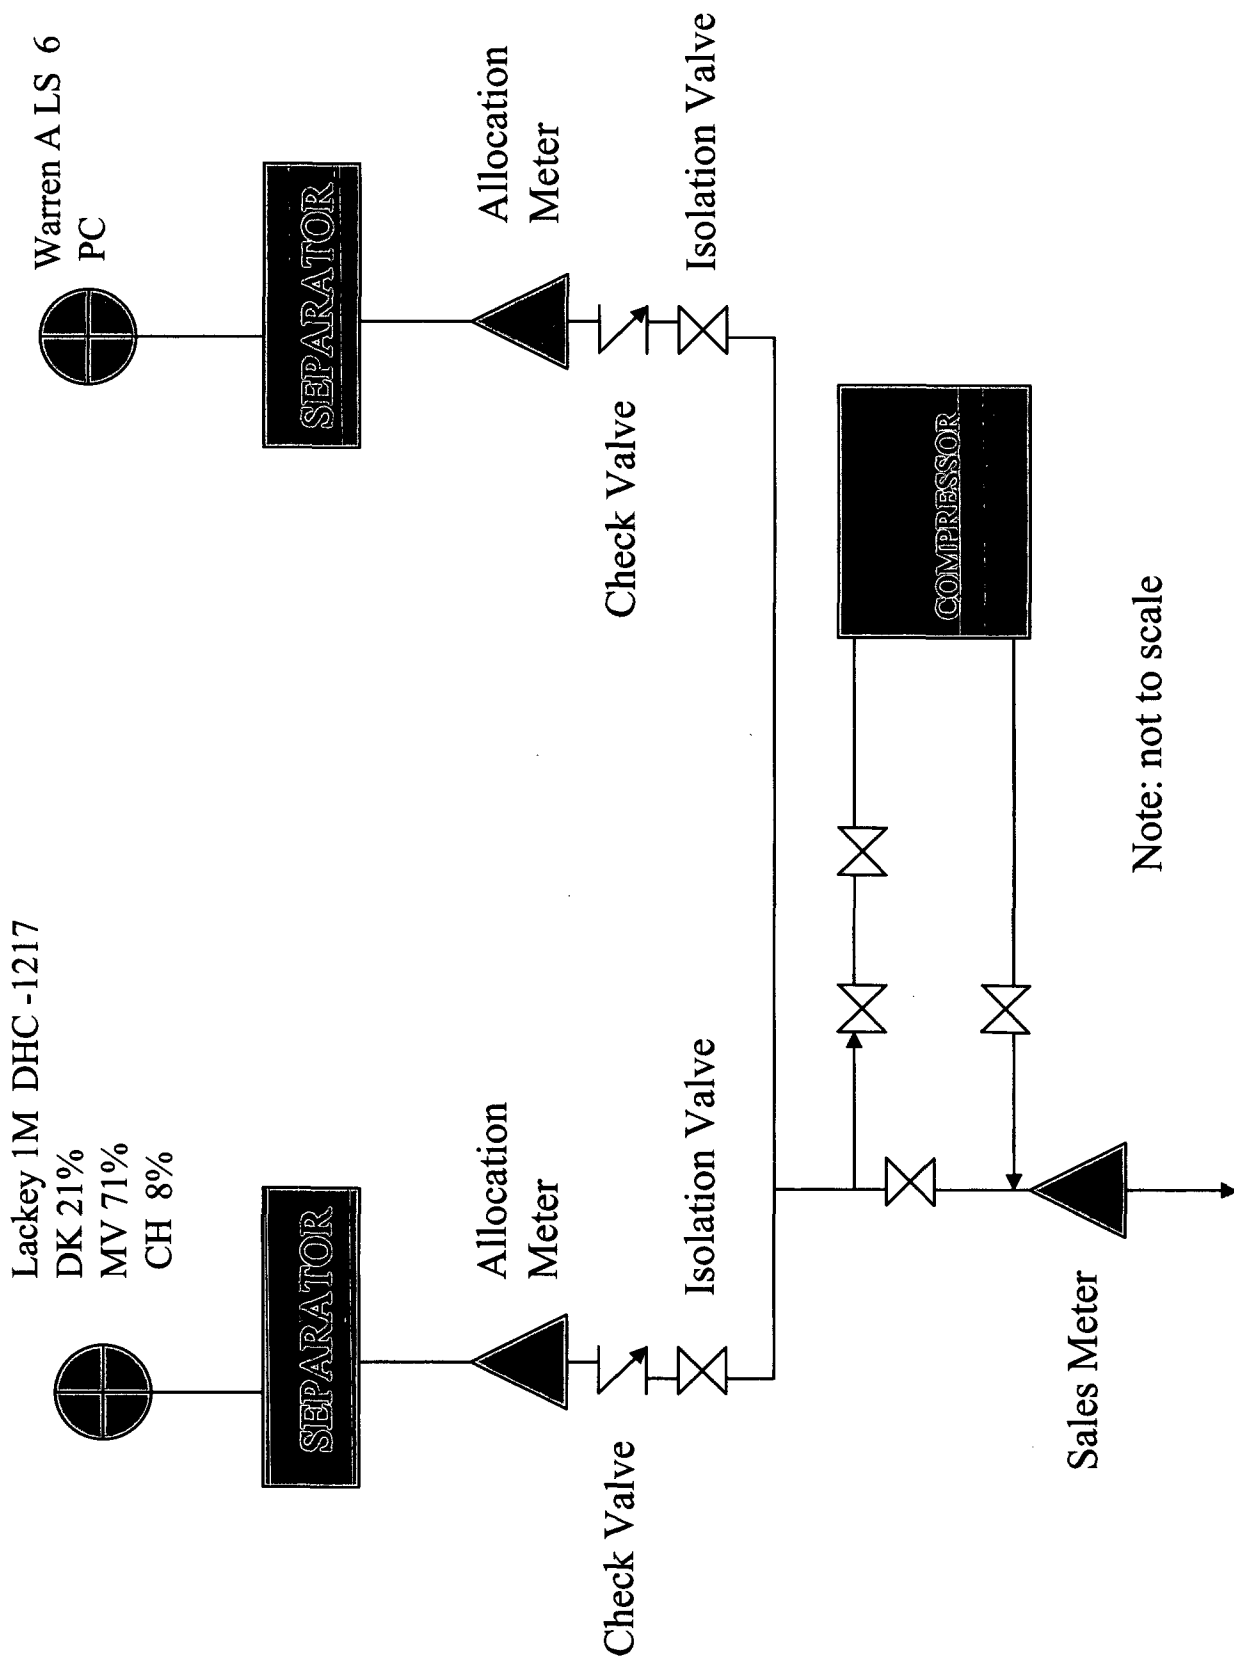 Lackey 1M DHC -1217
DK 21%
MV 71%
CH 8%
Warren A LS 6
PC
SEPARATOR
SEPARATOR
Allocation
Meter
Allocation
Meter
Check Valve
Check Valve
Isolation Valve
Isolation Valve
COMPRESSOR
Sales Meter
Note: not to scale